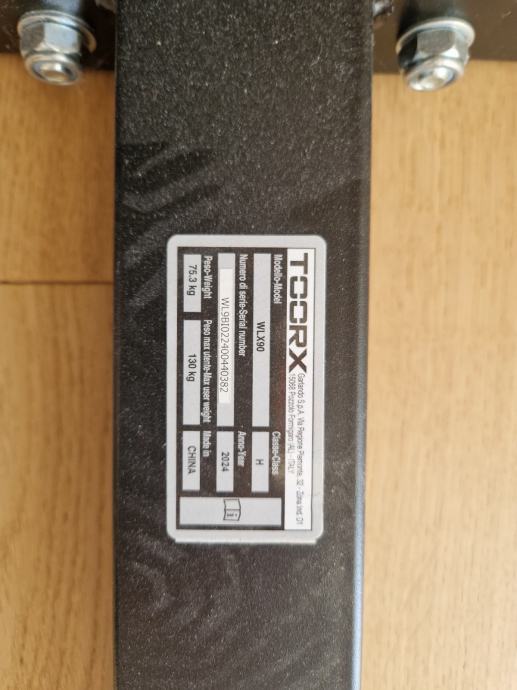 TOORX
Garlando S.p.A. Via Regione Piemonte, 32 - Zona Ind. D1
15068 Pozzolo Formigaro (AL) - ITALY
Modello-Model Classe-Class
WLX90 H
Numero di serie-Serial number Anno-Year
WL9BI022400440382 2024
Peso-Weight Peso max utente-Max user weight Made in
75.3 kg 130 kg CHINA